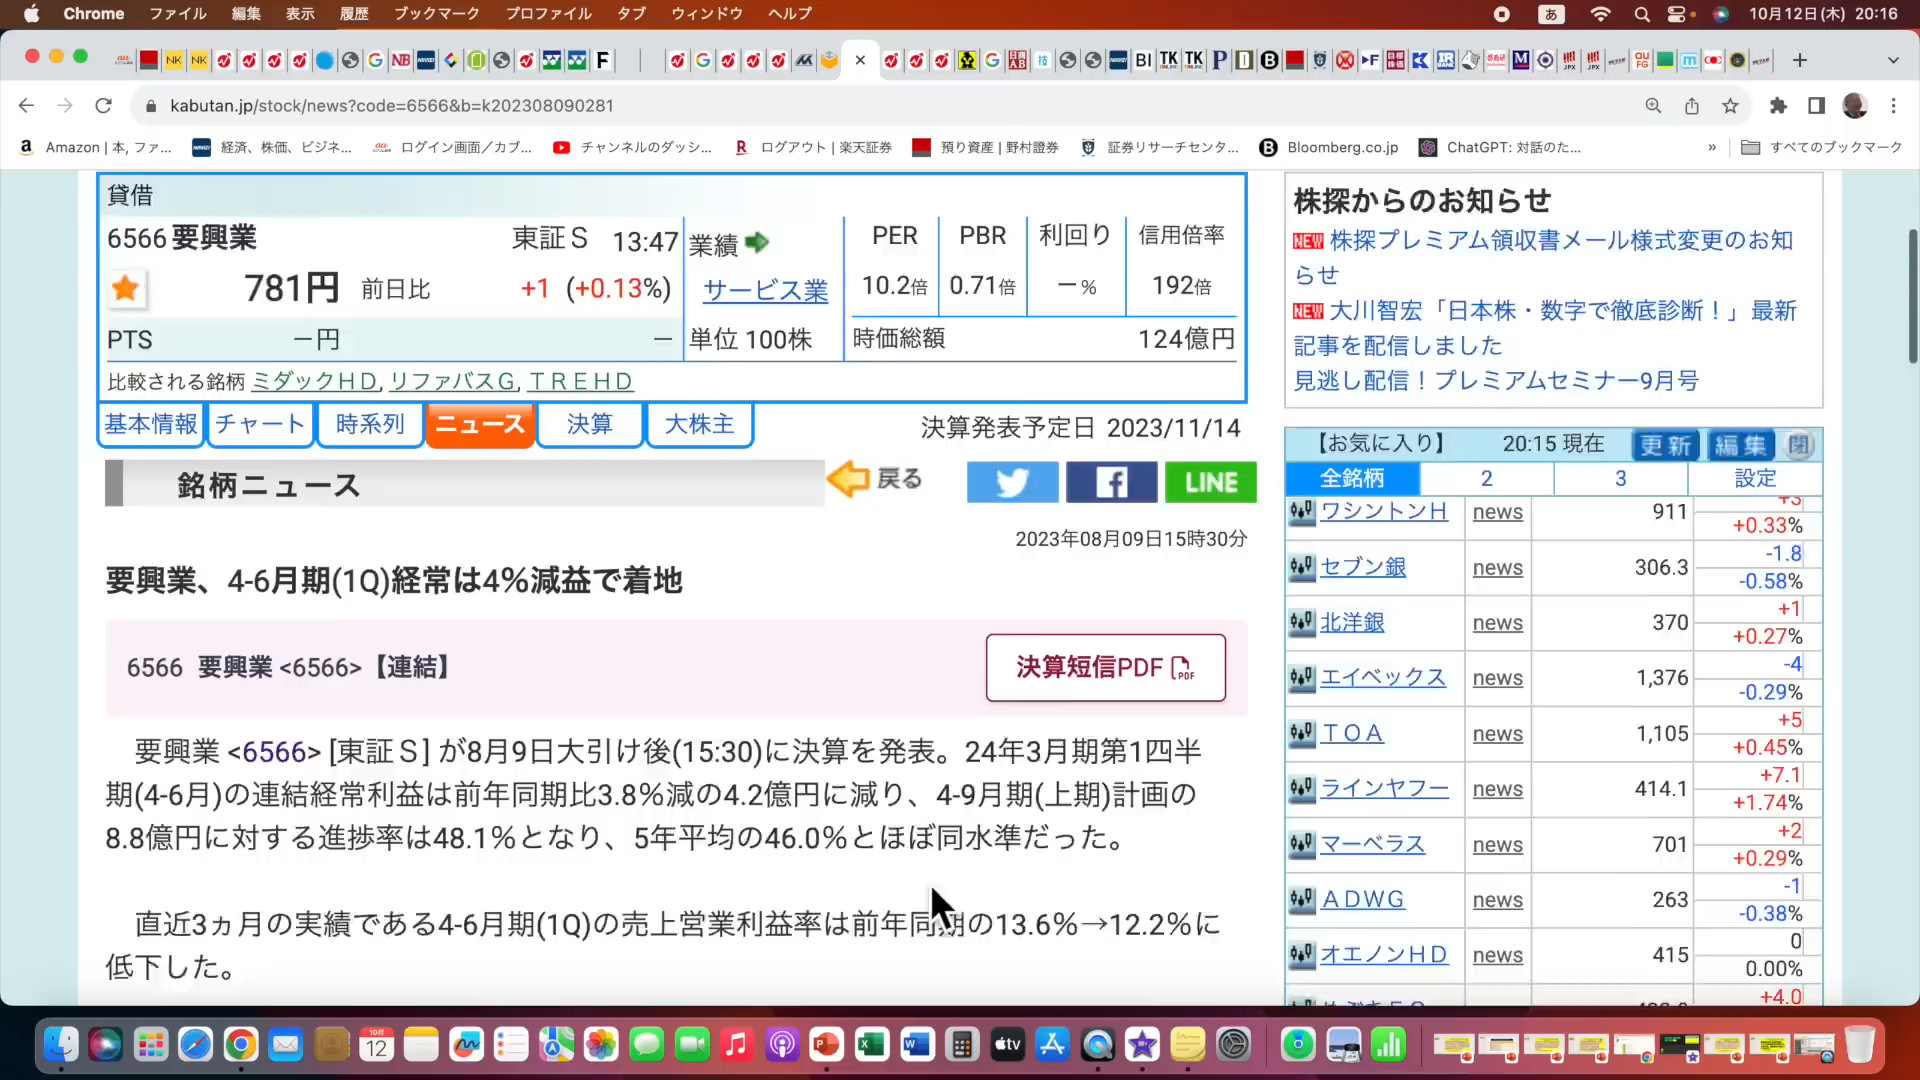 Chrome ファイル 編集 表示 履歴 ブックマーク プロファイル タブ ウィンドウ ヘルプ あ 10月12日(木) 20:16
kabutan.jp/stock/news?code=6566&b=k202308090281
Amazon | 本, ファ... 経済、株価、ビジネ... ログイン画面／カブ... チャンネルのダッシ... ログアウト | 楽天証券 預り資産 | 野村證券 証券リサーチセンタ... Bloomberg.co.jp ChatGPT: 対話のた... » すべてのブックマーク
貸借
6566 要興業 東証Ｓ 13:47 業績 PER PBR 利回り 信用倍率
781円 前日比 +1 (+0.13%) サービス業 10.2倍 0.71倍 －% 192倍
PTS －円 － 単位 100株 時価総額 124億円
比較される銘柄 ミダックＨＤ, リファバスＧ, ＴＲＥＨＤ
基本情報 チャート 時系列 ニュース 決算 大株主 決算発表予定日 2023/11/14
銘柄ニュース 戻る LINE
2023年08月09日15時30分
要興業、4-6月期(1Q)経常は4％減益で着地
6566 要興業 <6566>【連結】 決算短信PDF
要興業 <6566> [東証Ｓ] が8月9日大引け後(15:30)に決算を発表。24年3月期第1四半
期(4-6月)の連結経常利益は前年同期比3.8％減の4.2億円に減り、4-9月期(上期)計画の
8.8億円に対する進捗率は48.1％となり、5年平均の46.0％とほぼ同水準だった。
直近3ヵ月の実績である4-6月期(1Q)の売上営業利益率は前年同期の13.6％→12.2％に
低下した。
株探からのお知らせ
NEW 株探プレミアム領収書メール様式変更のお知
らせ
NEW 大川智宏「日本株・数字で徹底診断！」最新
記事を配信しました
見逃し配信！プレミアムセミナー9月号
【お気に入り】 20:15 現在 更新 編集 閉
全銘柄 2 3 設定
ワシントンＨ news 911 +3 +0.33%
セブン銀 news 306.3 -1.8 -0.58%
北洋銀 news 370 +1 +0.27%
エイベックス news 1,376 -4 -0.29%
ＴＯＡ news 1,105 +5 +0.45%
ラインヤフー news 414.1 +7.1 +1.74%
マーベラス news 701 +2 +0.29%
ＡＤＷＧ news 263 -1 -0.38%
オエノンＨＤ news 415 0 0.00%
+4.0